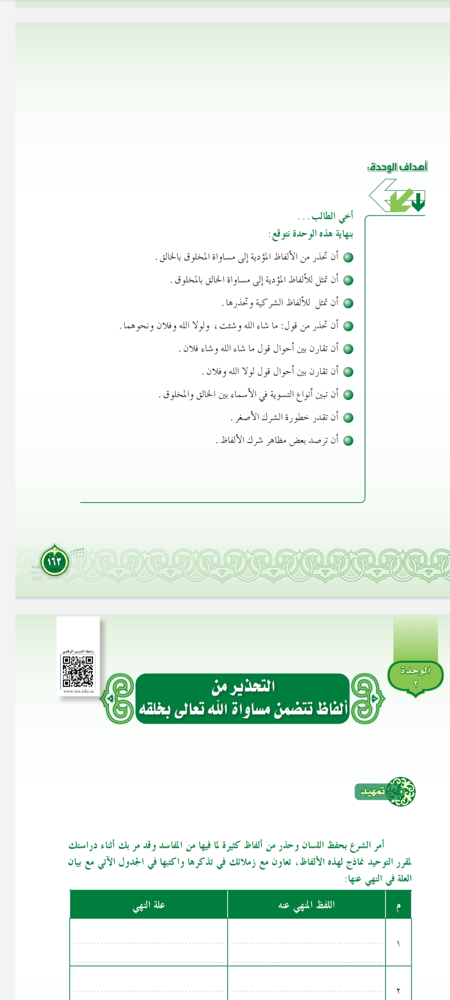 أهداف الوحدة:
أخي الطالب . . .
بنهاية هذه الوحدة نتوقع:
أن تحذر من الألفاظ المؤدية إلى مساواة المخلوق بالخالق .
أن تمثل للألفاظ المؤدية إلى مساواة الخالق بالمخلوق .
أن تمثل للألفاظ الشركية وتحذرها .
أن تحذر من قول: ما شاء الله وشئت ، ولولا الله وفلان ونحوهما .
أن تقارن بين أحوال قول ما شاء الله وشاء فلان .
أن تقارن بين أحوال قول لولا الله وفلان .
أن تبين أنواع التسوية في الأسماء بين الخالق والمخلوق .
أن تقدر خطورة الشرك الأصغر .
أن ترصد بعض مظاهر شرك الألفاظ .
١٦٣
2020 - 1442
الوحدة
٢
رابط الدرس الرقمي
www.ien.edu.sa
التحذير من
ألفاظ تتضمن مساواة الله تعالى بخلقه
تمهيد
أمر الشرع بحفظ اللسان وحذر من ألفاظ كثيرة لما فيها من المفاسد وقد مر بك أثناء دراستك
لمقرر التوحيد نماذج لهذه الألفاظ، تعاون مع زملائك في تذكرها واكتبها في الجدول الآتي مع بيان
العلة في النهي عنها:
م اللفظ المنهي عنه علة النهي
١
٢